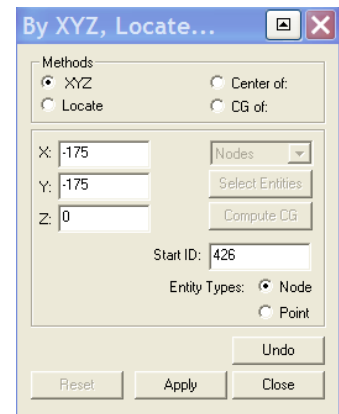 By XYZ, Locate...
Methods
XYZ Center of:
Locate CG of:
X: -175 Nodes
Y: -175 Select Entities
Z: 0 Compute CG
Start ID: 426
Entity Types: Node
Point
Undo
Reset Apply Close